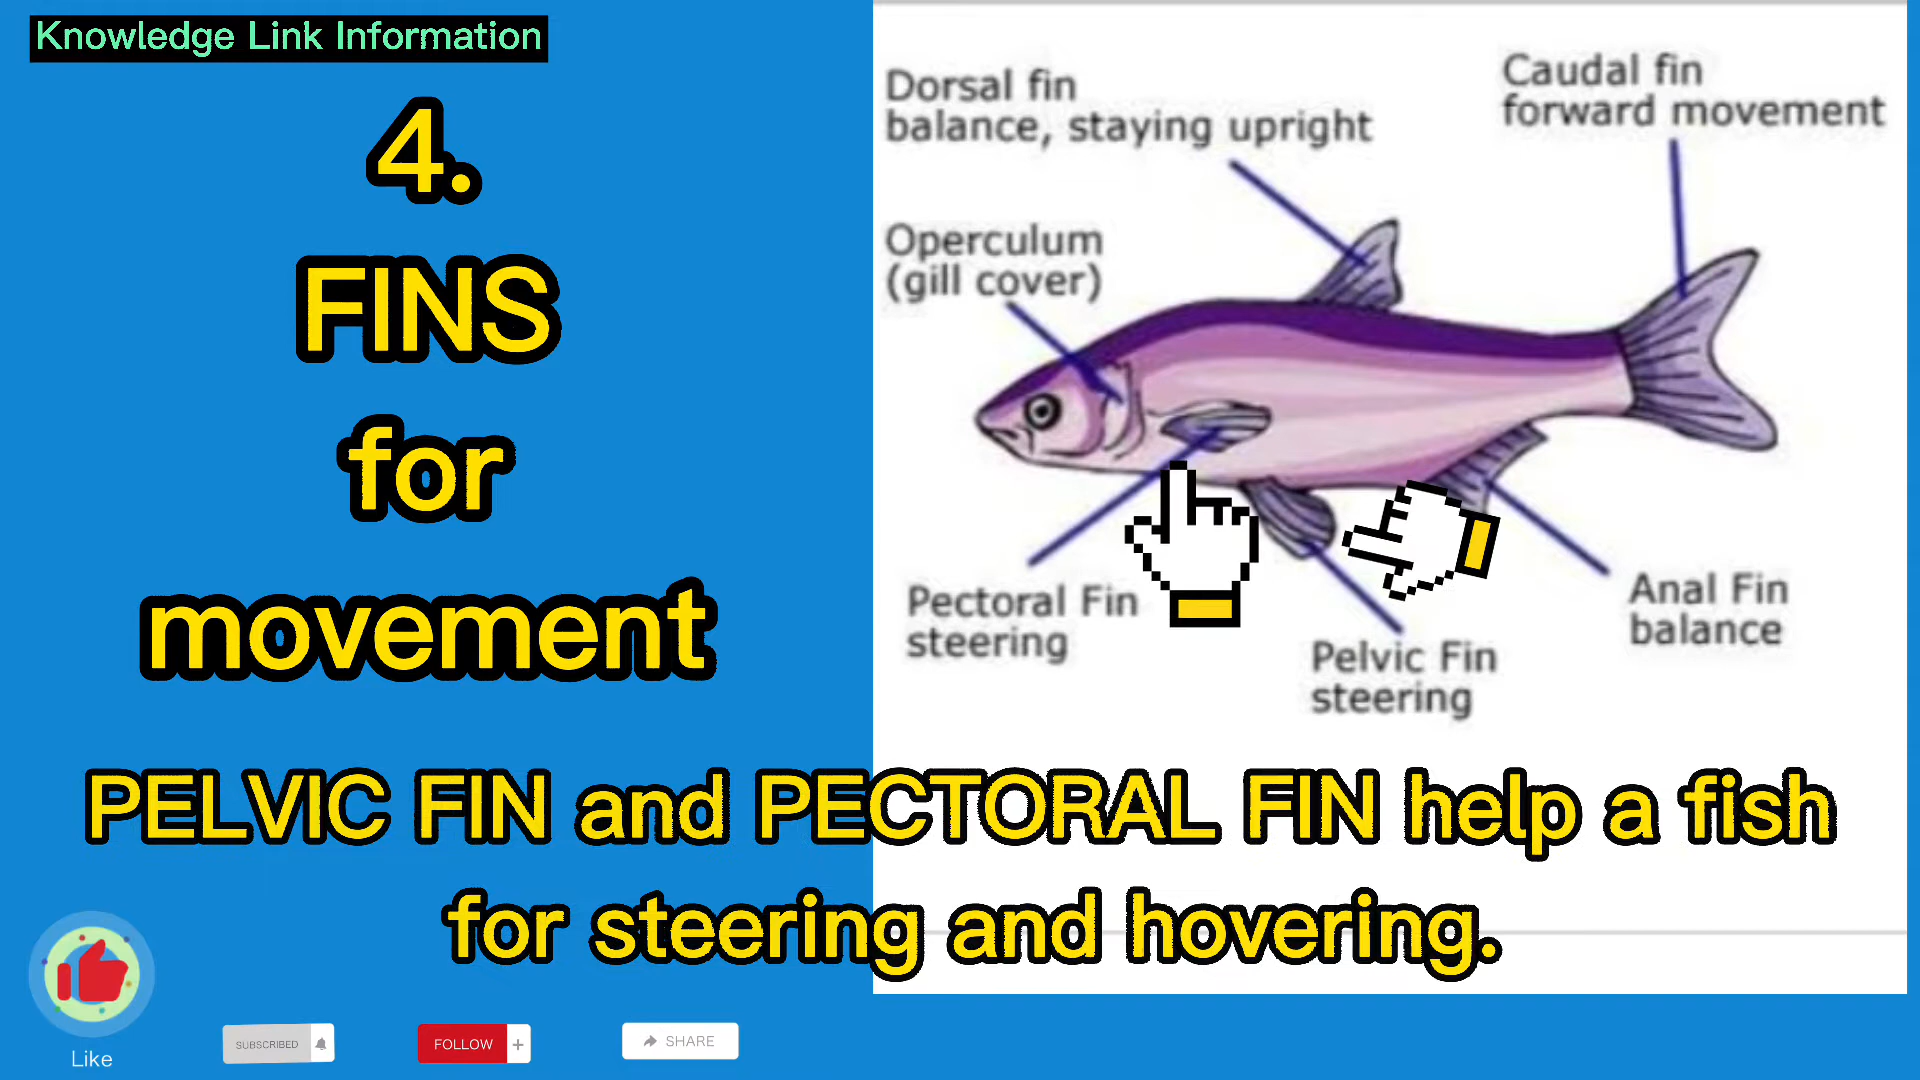 Knowledge Link Information
4.
FINS
for
movement
Dorsal fin
balance, staying upright
Caudal fin
forward movement
Operculum
(gill cover)
Pectoral Fin
steering
Pelvic Fin
steering
Anal Fin
balance
PELVIC FIN and PECTORAL FIN help a fish
for steering and hovering.
Like
SUBSCRIBED
FOLLOW +
SHARE